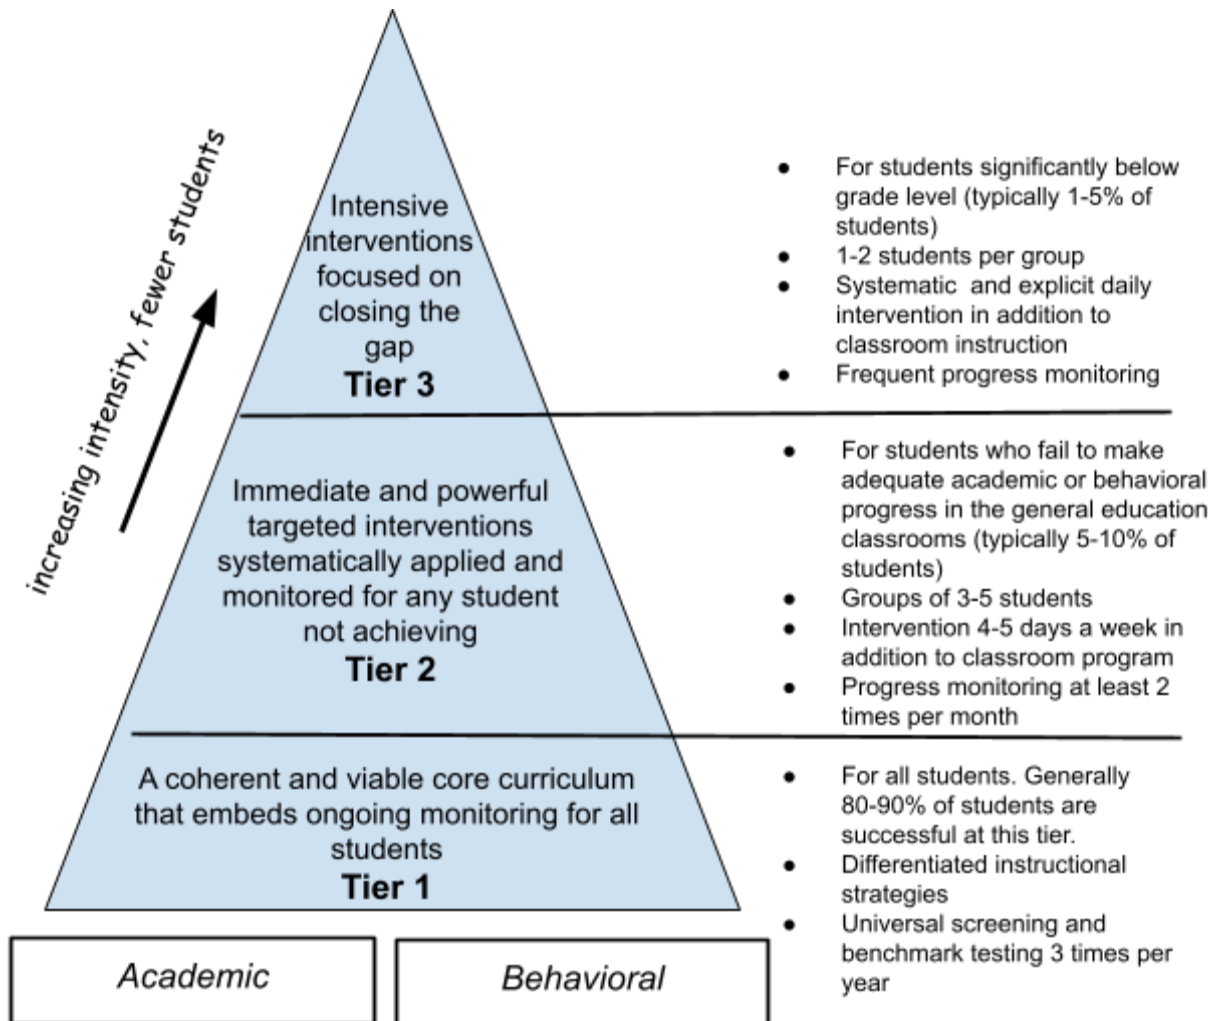 increasing intensity, fewer students
Intensive
interventions
focused on
closing the
gap
Tier 3
● For students significantly below
grade level (typically 1-5% of
students)
● 1-2 students per group
● Systematic  and explicit daily
intervention in addition to
classroom instruction
● Frequent progress monitoring
Immediate and powerful
targeted interventions
systematically applied and
monitored for any student
not achieving
Tier 2
● For students who fail to make
adequate academic or behavioral
progress in the general education
classrooms (typically 5-10% of
students)
● Groups of 3-5 students
● Intervention 4-5 days a week in
addition to classroom program
● Progress monitoring at least 2
times per month
A coherent and viable core curriculum
that embeds ongoing monitoring for all
students
Tier 1
● For all students. Generally
80-90% of students are
successful at this tier.
● Differentiated instructional
strategies
● Universal screening and
benchmark testing 3 times per
year
Academic
Behavioral